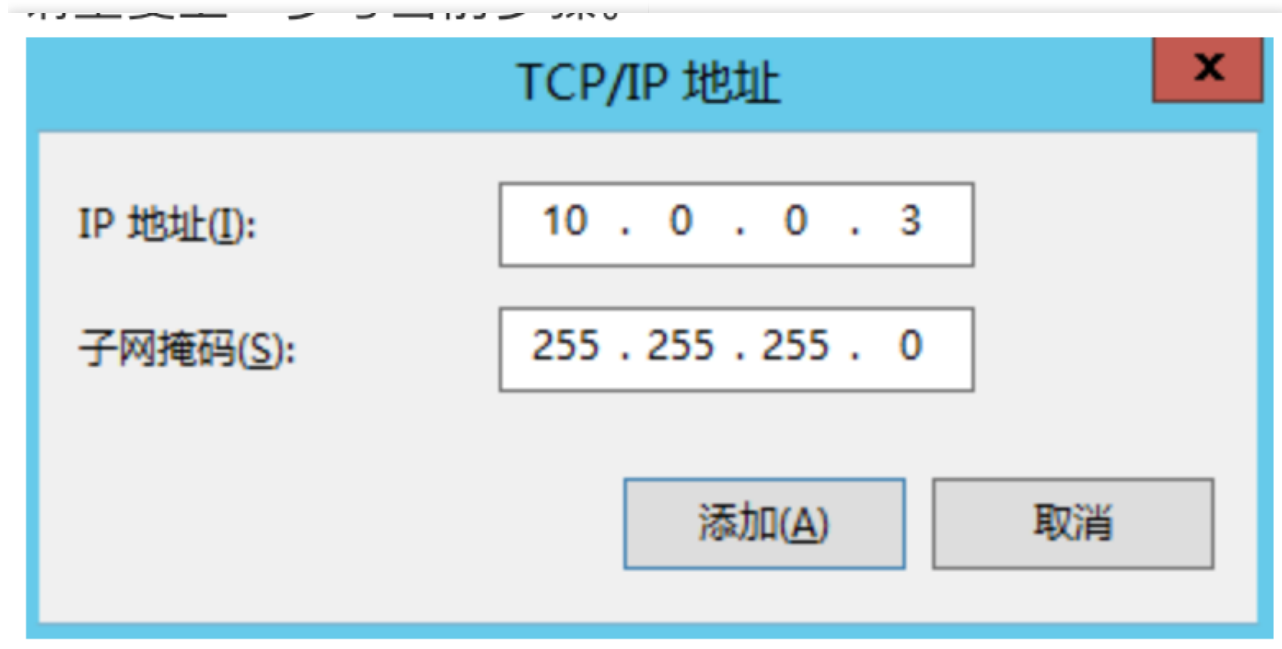 TCP/IP 地址
x
IP 地址(I):
10 . 0 . 0 . 3
子网掩码(S):
255 . 255 . 255 . 0
添加(A)
取消